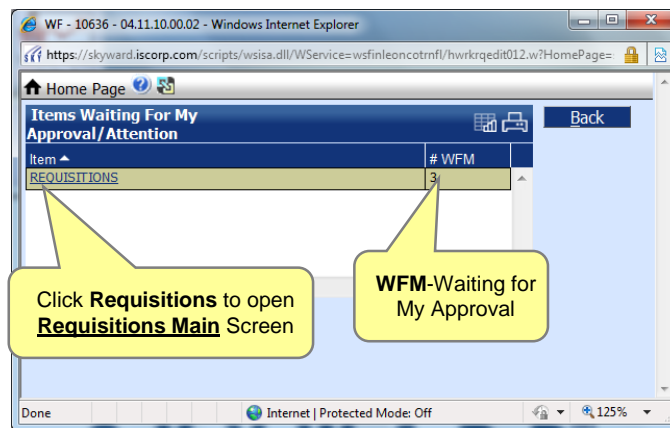 WF - 10636 - 04.11.10.00.02 - Windows Internet Explorer
https://skyward.iscorp.com/scripts/wsisa.dll/WService=wsfinleoncotrnfl/hwrkrqedit012.w?HomePage=
Home Page
Items Waiting For My
Approval/Attention
Back
Item # WFM
REQUISITIONS 3
Click Requisitions to open
Requisitions Main Screen
WFM-Waiting for
My Approval
Done Internet | Protected Mode: Off 125%